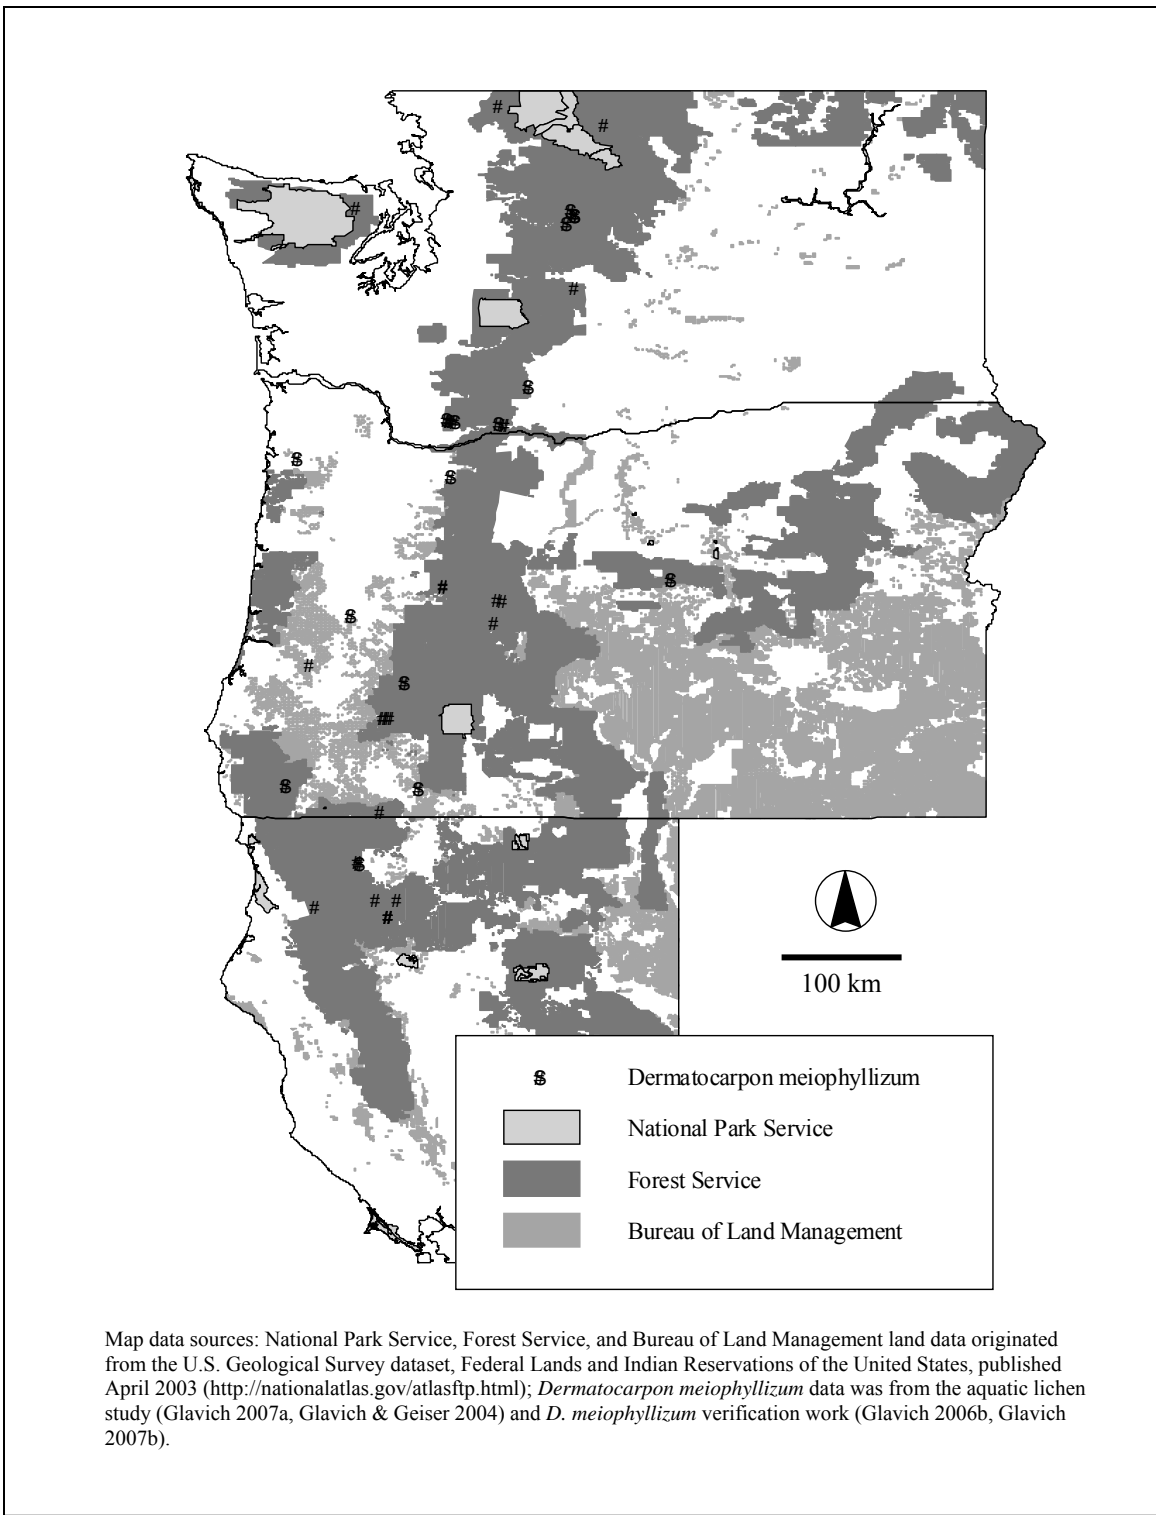 100 km
Dermatocarpon meiophyllizum
National Park Service
Forest Service
Bureau of Land Management
Map data sources: National Park Service, Forest Service, and Bureau of Land Management land data originated
from the U.S. Geological Survey dataset, Federal Lands and Indian Reservations of the United States, published
April 2003 (http://nationalatlas.gov/atlasftp.html); Dermatocarpon meiophyllizum data was from the aquatic lichen
study (Glavich 2007a, Glavich & Geiser 2004) and D. meiophyllizum verification work (Glavich 2006b, Glavich
2007b).